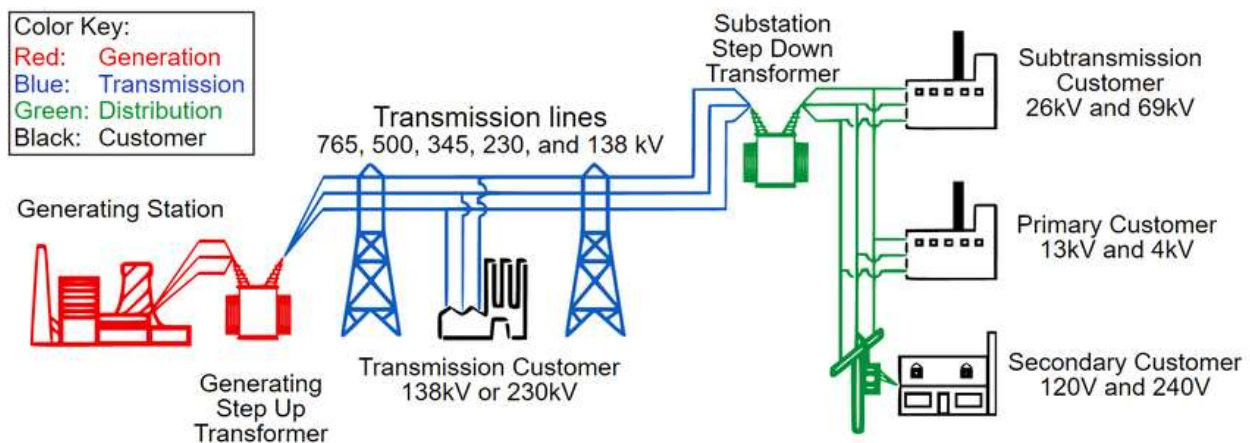 Color Key:
Red: Generation
Blue: Transmission
Green: Distribution
Black: Customer
Generating Station
Generating
Step Up
Transformer
Transmission lines
765, 500, 345, 230, and 138 kV
Transmission Customer
138kV or 230kV
Substation
Step Down
Transformer
Subtransmission
Customer
26kV and 69kV
Primary Customer
13kV and 4kV
Secondary Customer
120V and 240V